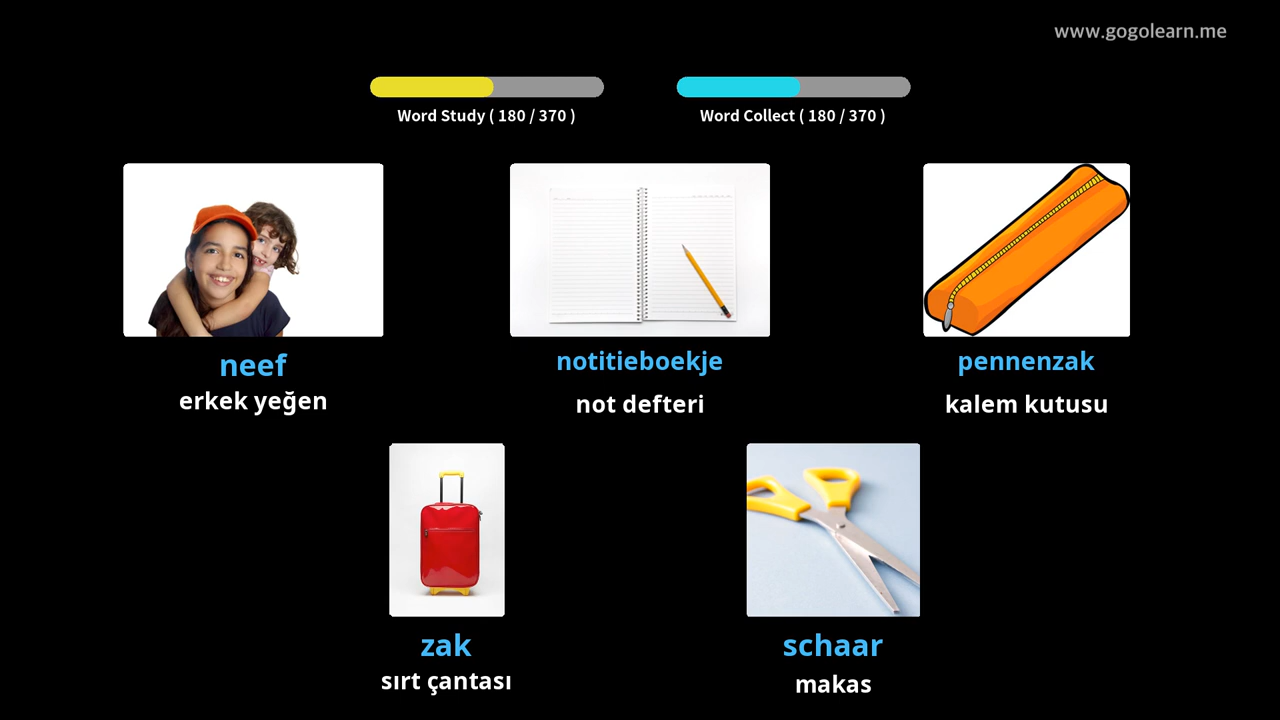 www.gogolearn.me
Word Study ( 180 / 370 )
Word Collect ( 180 / 370 )
neef
erkek yeğen
notitieboekje
not defteri
pennenzak
kalem kutusu
zak
sırt çantası
schaar
makas